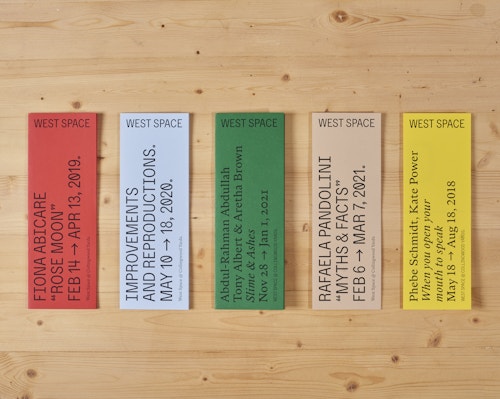 WEST SPACE
FIONA ABICARE
“ROSE MOON”
FEB 14 → APR 13, 2019.
WEST SPACE
IMPROVEMENTS
AND REPRODUCTIONS.
MAY 10 → 18, 2020.
WEST SPACE
Abdul-Rahman Abdullah
Tony Albert & Aretha Brown
Slime & Ashes
Nov 28 → Jan 1, 2021
WEST SPACE
RAFAELA PANDOLINI
“MYTHS & FACTS”
FEB 6 → MAR 7, 2021.
WEST SPACE
Phebe Schmidt, Kate Power
When you open your
mouth to speak
May 18 → Aug 18, 2018